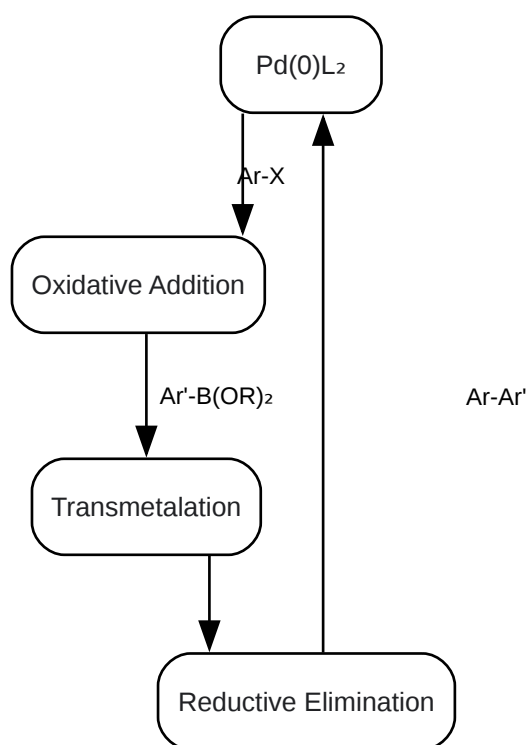 Pd(0)L₂
Ar-X
Oxidative Addition
Ar'-B(OR)₂
Ar-Ar'
Transmetalation
Reductive Elimination